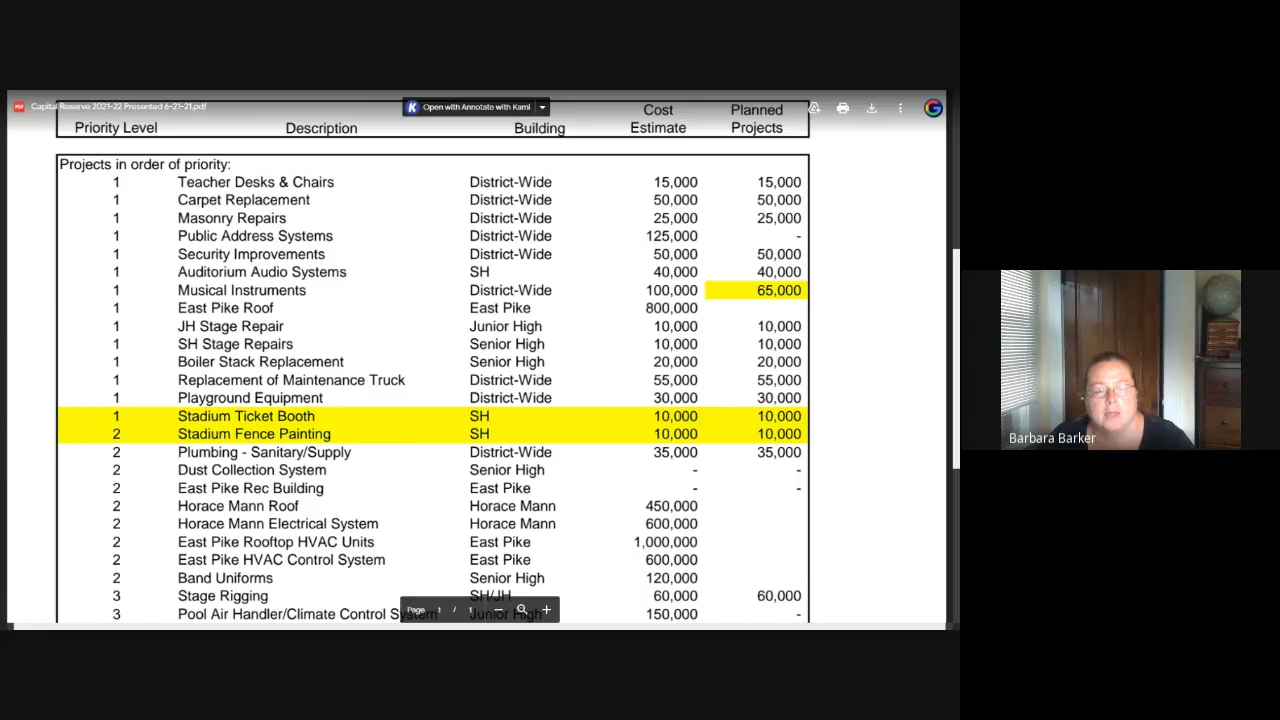 Capital Reserve 2021-22 Presented 6-21-21.pdf
Open with Annotate with Kami
Cost Planned
Priority Level Description Building Estimate Projects
Projects in order of priority:
1 Teacher Desks & Chairs District-Wide 15,000 15,000
1 Carpet Replacement District-Wide 50,000 50,000
1 Masonry Repairs District-Wide 25,000 25,000
1 Public Address Systems District-Wide 125,000 -
1 Security Improvements District-Wide 50,000 50,000
1 Auditorium Audio Systems SH 40,000 40,000
1 Musical Instruments District-Wide 100,000 65,000
1 East Pike Roof East Pike 800,000
1 JH Stage Repair Junior High 10,000 10,000
1 SH Stage Repairs Senior High 10,000 10,000
1 Boiler Stack Replacement Senior High 20,000 20,000
1 Replacement of Maintenance Truck District-Wide 55,000 55,000
1 Playground Equipment District-Wide 30,000 30,000
1 Stadium Ticket Booth SH 10,000 10,000
2 Stadium Fence Painting SH 10,000 10,000
2 Plumbing - Sanitary/Supply District-Wide 35,000 35,000
2 Dust Collection System Senior High - -
2 East Pike Rec Building East Pike - -
2 Horace Mann Roof Horace Mann 450,000
2 Horace Mann Electrical System Horace Mann 600,000
2 East Pike Rooftop HVAC Units East Pike 1,000,000
2 East Pike HVAC Control System East Pike 600,000
2 Band Uniforms Senior High 120,000
3 Stage Rigging SH/JH 60,000 60,000
3 Pool Air Handler/Climate Control System Junior High 150,000 -
Page 1 / 1
Barbara Barker